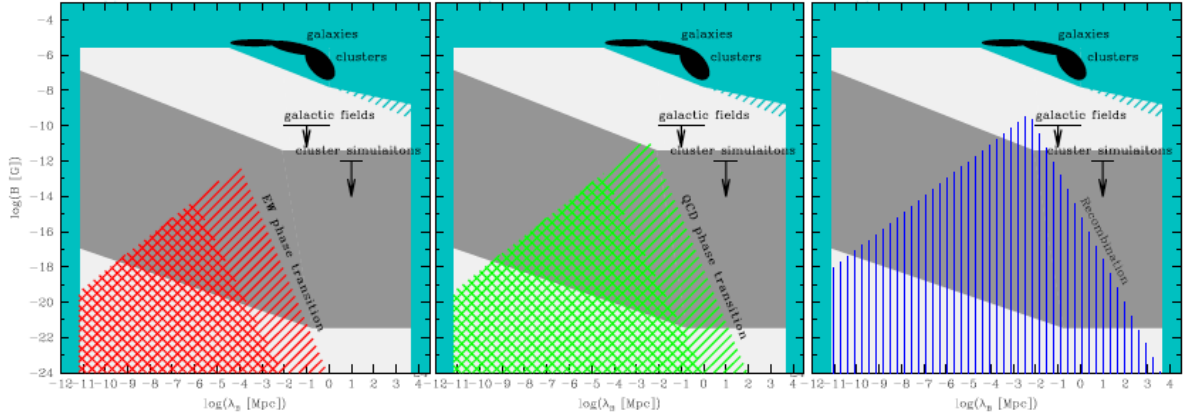 −4
−6
−8
−10
−12
−14
−16
−18
−20
−22
−24
log(B [G])
galaxies
clusters
galactic fields
cluster simulaitons
EW phase transition
−12−11−10−9 −8 −7 −6 −5 −4 −3 −2 −1 0 1 2 3 4
log(λB [Mpc])
galaxies
clusters
galactic fields
cluster simulaitons
QCD phase transition
−12−11−10−9 −8 −7 −6 −5 −4 −3 −2 −1 0 1 2 3 4
log(λB [Mpc])
galaxies
clusters
galactic fields
cluster simulaitons
Recombination
−12−11−10−9 −8 −7 −6 −5 −4 −3 −2 −1 0 1 2 3 4
log(λB [Mpc])